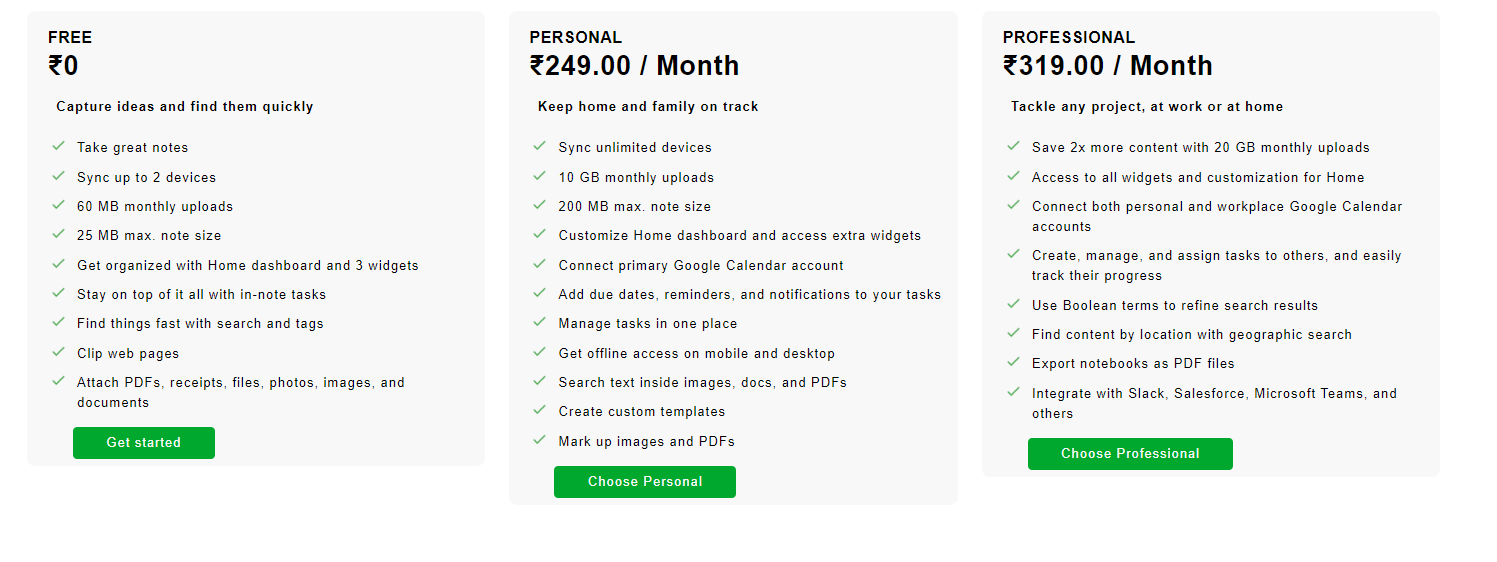 FREE
₹0
Capture ideas and find them quickly
Take great notes
Sync up to 2 devices
60 MB monthly uploads
25 MB max. note size
Get organized with Home dashboard and 3 widgets
Stay on top of it all with in-note tasks
Find things fast with search and tags
Clip web pages
Attach PDFs, receipts, files, photos, images, and
documents
Get started
PERSONAL
₹249.00 / Month
Keep home and family on track
Sync unlimited devices
10 GB monthly uploads
200 MB max. note size
Customize Home dashboard and access extra widgets
Connect primary Google Calendar account
Add due dates, reminders, and notifications to your tasks
Manage tasks in one place
Get offline access on mobile and desktop
Search text inside images, docs, and PDFs
Create custom templates
Mark up images and PDFs
Choose Personal
PROFESSIONAL
₹319.00 / Month
Tackle any project, at work or at home
Save 2x more content with 20 GB monthly uploads
Access to all widgets and customization for Home
Connect both personal and workplace Google Calendar
accounts
Create, manage, and assign tasks to others, and easily
track their progress
Use Boolean terms to refine search results
Find content by location with geographic search
Export notebooks as PDF files
Integrate with Slack, Salesforce, Microsoft Teams, and
others
Choose Professional